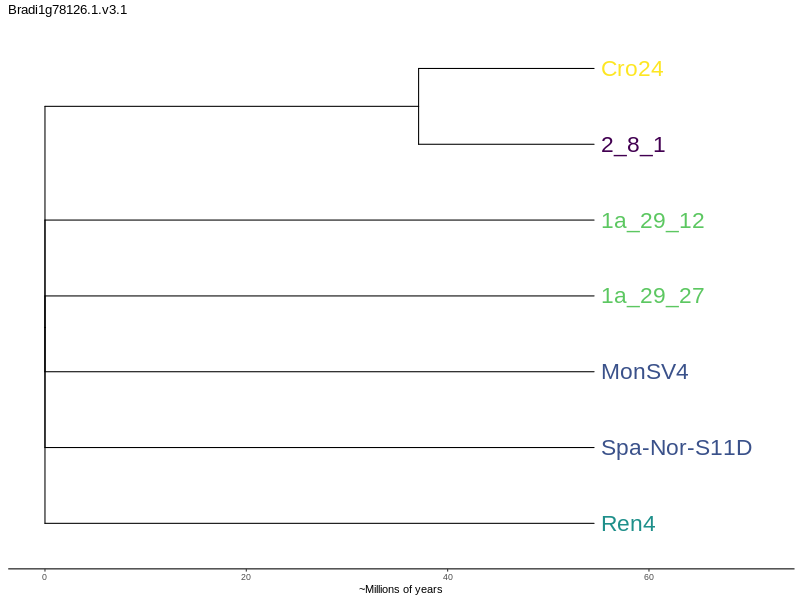 Bradi1g78126.1.v3.1
Cro24
2_8_1
1a_29_12
1a_29_27
MonSV4
Spa-Nor-S11D
Ren4
0 20 40 60
~Millions of years